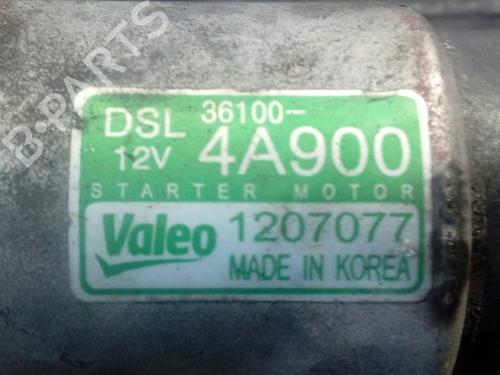 B-PARTS
DSL 36100-
12V 4A900
STARTER MOTOR
Valeo 1207077
MADE IN KOREA